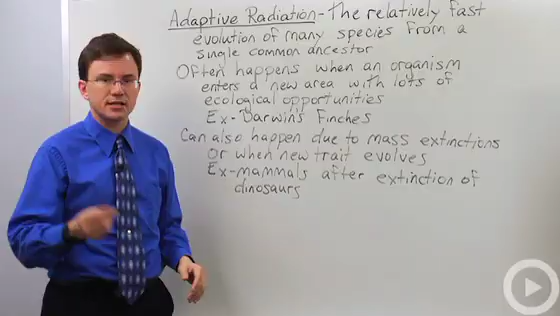 Adaptive Radiation - The relatively fast
evolution of many species from a
single common ancestor
Often happens when an organism
enters a new area with lots of
ecological opportunities
Ex - Darwin's Finches
Can also happen due to mass extinctions
or when new trait evolves
Ex - mammals after extinction of
dinosaurs